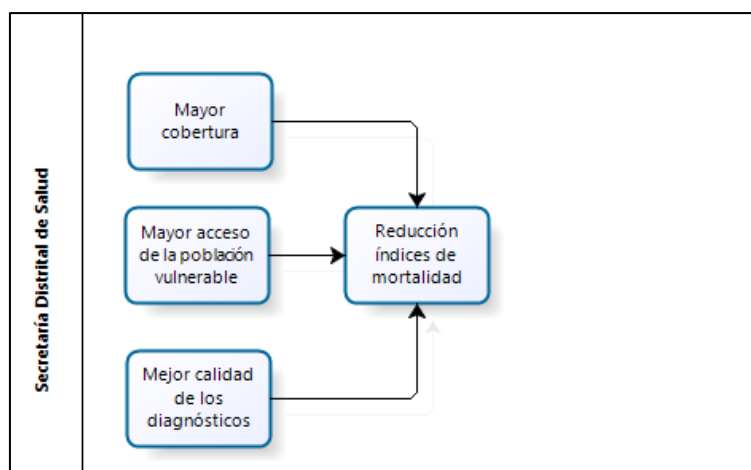 Secretaría Distrital de Salud
Mayor
cobertura
Mayor acceso
de la población
vulnerable
Reducción
índices de
mortalidad
Mejor calidad
de los
diagnósticos